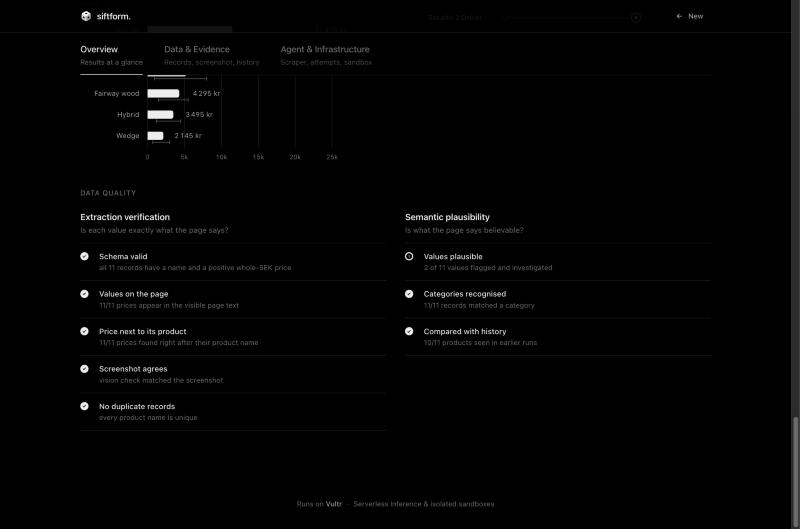 siftform.
← New
Overview
Results at a glance
Data & Evidence
Records, screenshot, history
Agent & Infrastructure
Scraper, attempts, sandbox
Fairway wood 4 295 kr
Hybrid 3 495 kr
Wedge 2 145 kr
0 5k 10k 15k 20k 25k
DATA QUALITY
Extraction verification
Is each value exactly what the page says?
Schema valid
all 11 records have a name and a positive whole-SEK price
Values on the page
11/11 prices appear in the visible page text
Price next to its product
11/11 prices found right after their product name
Screenshot agrees
vision check matched the screenshot
No duplicate records
every product name is unique
Semantic plausibility
Is what the page says believable?
Values plausible
2 of 11 values flagged and investigated
Categories recognised
11/11 records matched a category
Compared with history
10/11 products seen in earlier runs
Runs on Vultr · Serverless Inference & isolated sandboxes